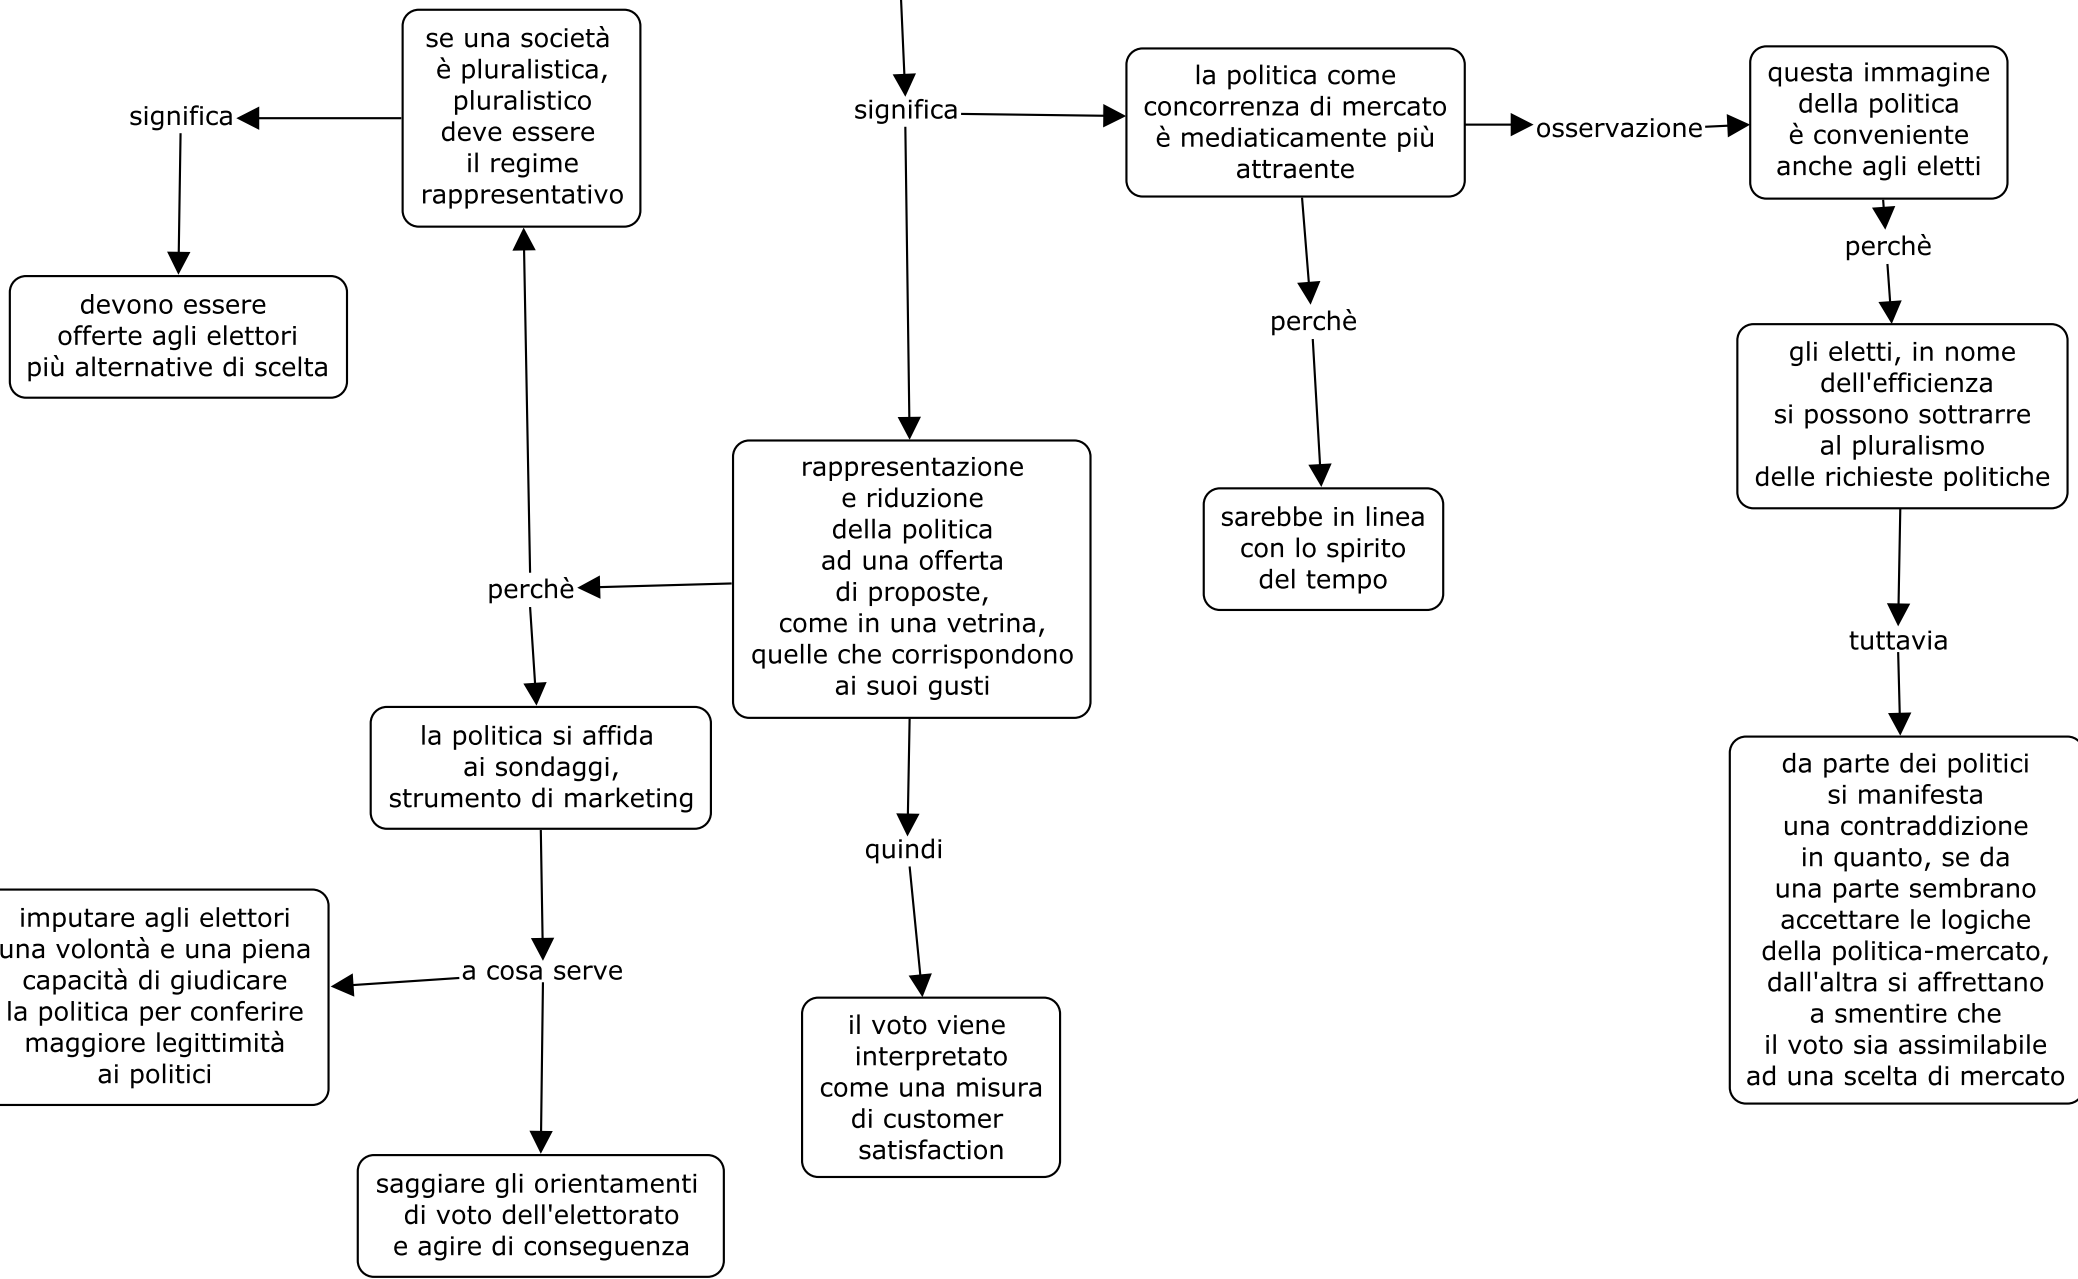 se una società
è pluralistica,
pluralistico
deve essere
il regime
rappresentativo
significa
devono essere
offerte agli elettori
più alternative di scelta
significa
la politica come
concorrenza di mercato
è mediaticamente più
attraente
osservazione
questa immagine
della politica
è conveniente
anche agli eletti
perchè
gli eletti, in nome
dell'efficienza
si possono sottrarre
al pluralismo
delle richieste politiche
perchè
sarebbe in linea
con lo spirito
del tempo
rappresentazione
e riduzione
della politica
ad una offerta
di proposte,
come in una vetrina,
quelle che corrispondono
ai suoi gusti
perchè
la politica si affida
ai sondaggi,
strumento di marketing
tuttavia
da parte dei politici
si manifesta
una contraddizione
in quanto, se da
una parte sembrano
accettare le logiche
della politica-mercato,
dall'altra si affrettano
a smentire che
il voto sia assimilabile
ad una scelta di mercato
quindi
il voto viene
interpretato
come una misura
di customer
satisfaction
a cosa serve
imputare agli elettori
una volontà e una piena
capacità di giudicare
la politica per conferire
maggiore legittimità
ai politici
saggiare gli orientamenti
di voto dell'elettorato
e agire di conseguenza